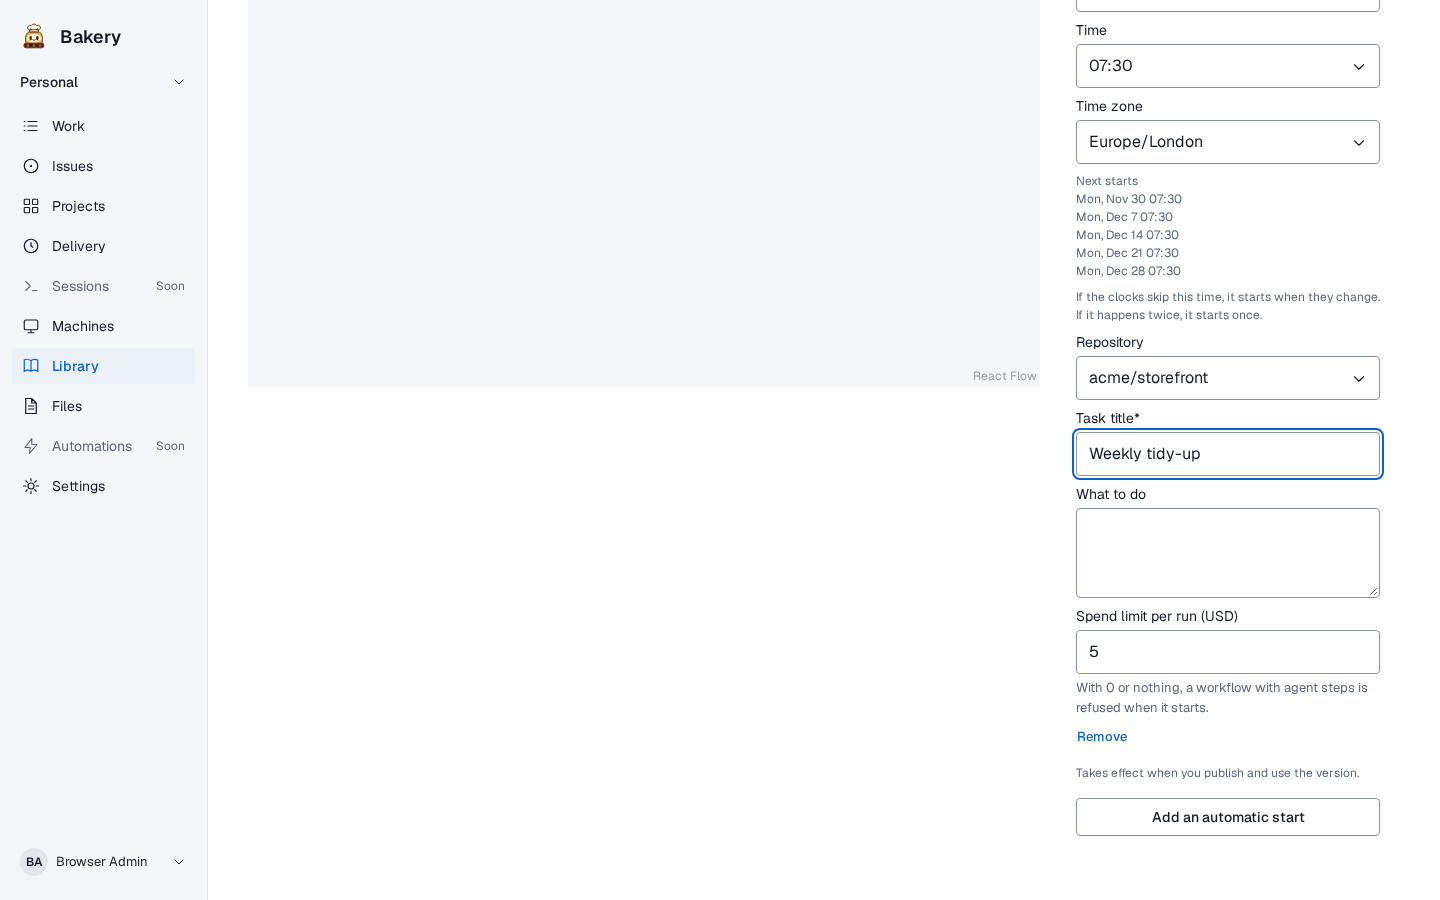 Bakery
Personal
Work
Issues
Projects
Delivery
Sessions Soon
Machines
Library
Files
Automations Soon
Settings
BA Browser Admin
React Flow
Time
07:30
Time zone
Europe/London
Next starts
Mon, Nov 30 07:30
Mon, Dec 7 07:30
Mon, Dec 14 07:30
Mon, Dec 21 07:30
Mon, Dec 28 07:30
If the clocks skip this time, it starts when they change.
If it happens twice, it starts once.
Repository
acme/storefront
Task title*
Weekly tidy-up
What to do
Spend limit per run (USD)
5
With 0 or nothing, a workflow with agent steps is
refused when it starts.
Remove
Takes effect when you publish and use the version.
Add an automatic start